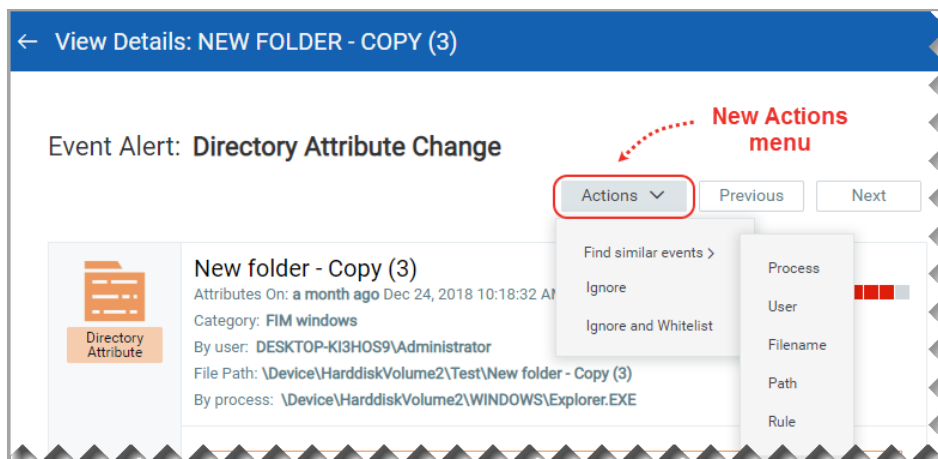 ← View Details: NEW FOLDER - COPY (3)
New Actions
menu
Event Alert: Directory Attribute Change
Actions
Previous
Next
Directory
Attribute
New folder - Copy (3)
Attributes On: a month ago Dec 24, 2018 10:18:32 AM
Category: FIM windows
By user: DESKTOP-KI3HOS9\Administrator
File Path: \Device\HarddiskVolume2\Test\New folder - Copy (3)
By process: \Device\HarddiskVolume2\WINDOWS\Explorer.EXE
Find similar events >
Ignore
Ignore and Whitelist
Process
User
Filename
Path
Rule